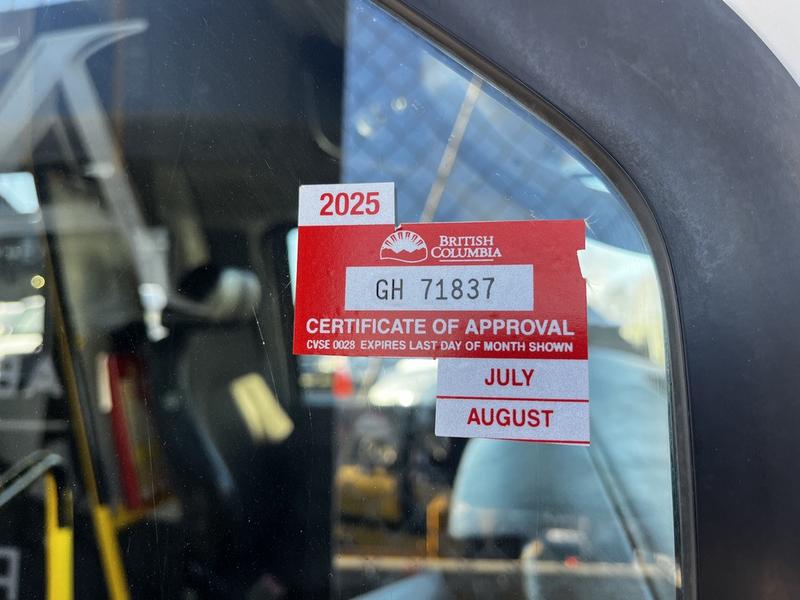 2025
BRITISH
COLUMBIA
GH 71837
CERTIFICATE OF APPROVAL
CVSE 0028 EXPIRES LAST DAY OF MONTH SHOWN
JULY
AUGUST